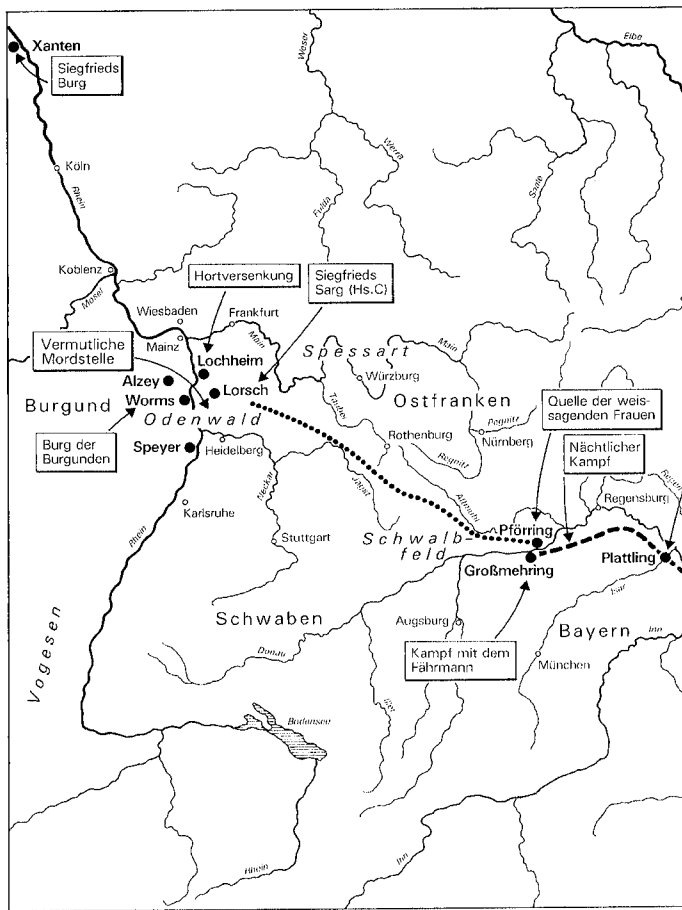 Xanten
Siegfrieds
Burg
Weser
Elbe
Werra
Saale
Köln
Rhein
Fulda
Koblenz
Mosel
Hortversenkung
Siegfrieds
Sarg (Hs.C)
Wiesbaden
Frankfurt
Vermutliche
Mordstelle
Mainz
Main
Lochheim
Spessart
Main
Alzey
Lorsch
Würzburg
Burgund
Worms
Ostfranken
Quelle der weis-
sagenden Frauen
Odenwald
Tauber
Pegnitz
Nürnberg
Burg der
Burgunden
Speyer
Heidelberg
Rothenburg
Regnitz
Nächtlicher
Kampf
Neckar
Jagst
Altmühl
Regen
Regensburg
Karlsruhe
Rhein
Stuttgart
Schwalb-
feld
Pförring
Großmehring
Plattling
Vogesen
Schwaben
Augsburg
Isar
Bayern
Inn
Donau
Kampf mit dem
Fährmann
München
Iller
Bodensee
Rhein
Inn